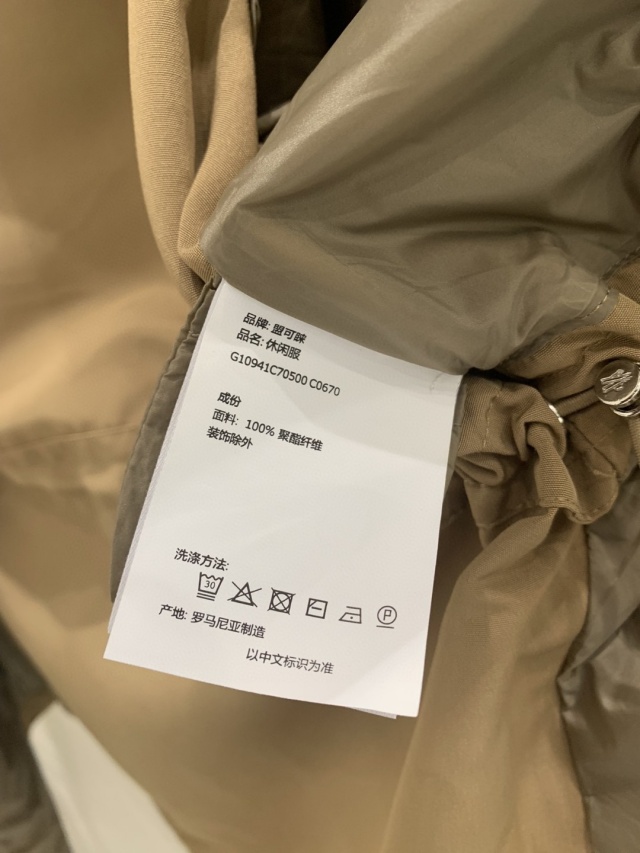 品牌: 盟可睐
品名: 休闲服
G10941C70500 C0670
成份
面料: 100% 聚酯纤维
装饰除外
洗涤方法:
30
P
产地: 罗马尼亚制造
以中文标识为准